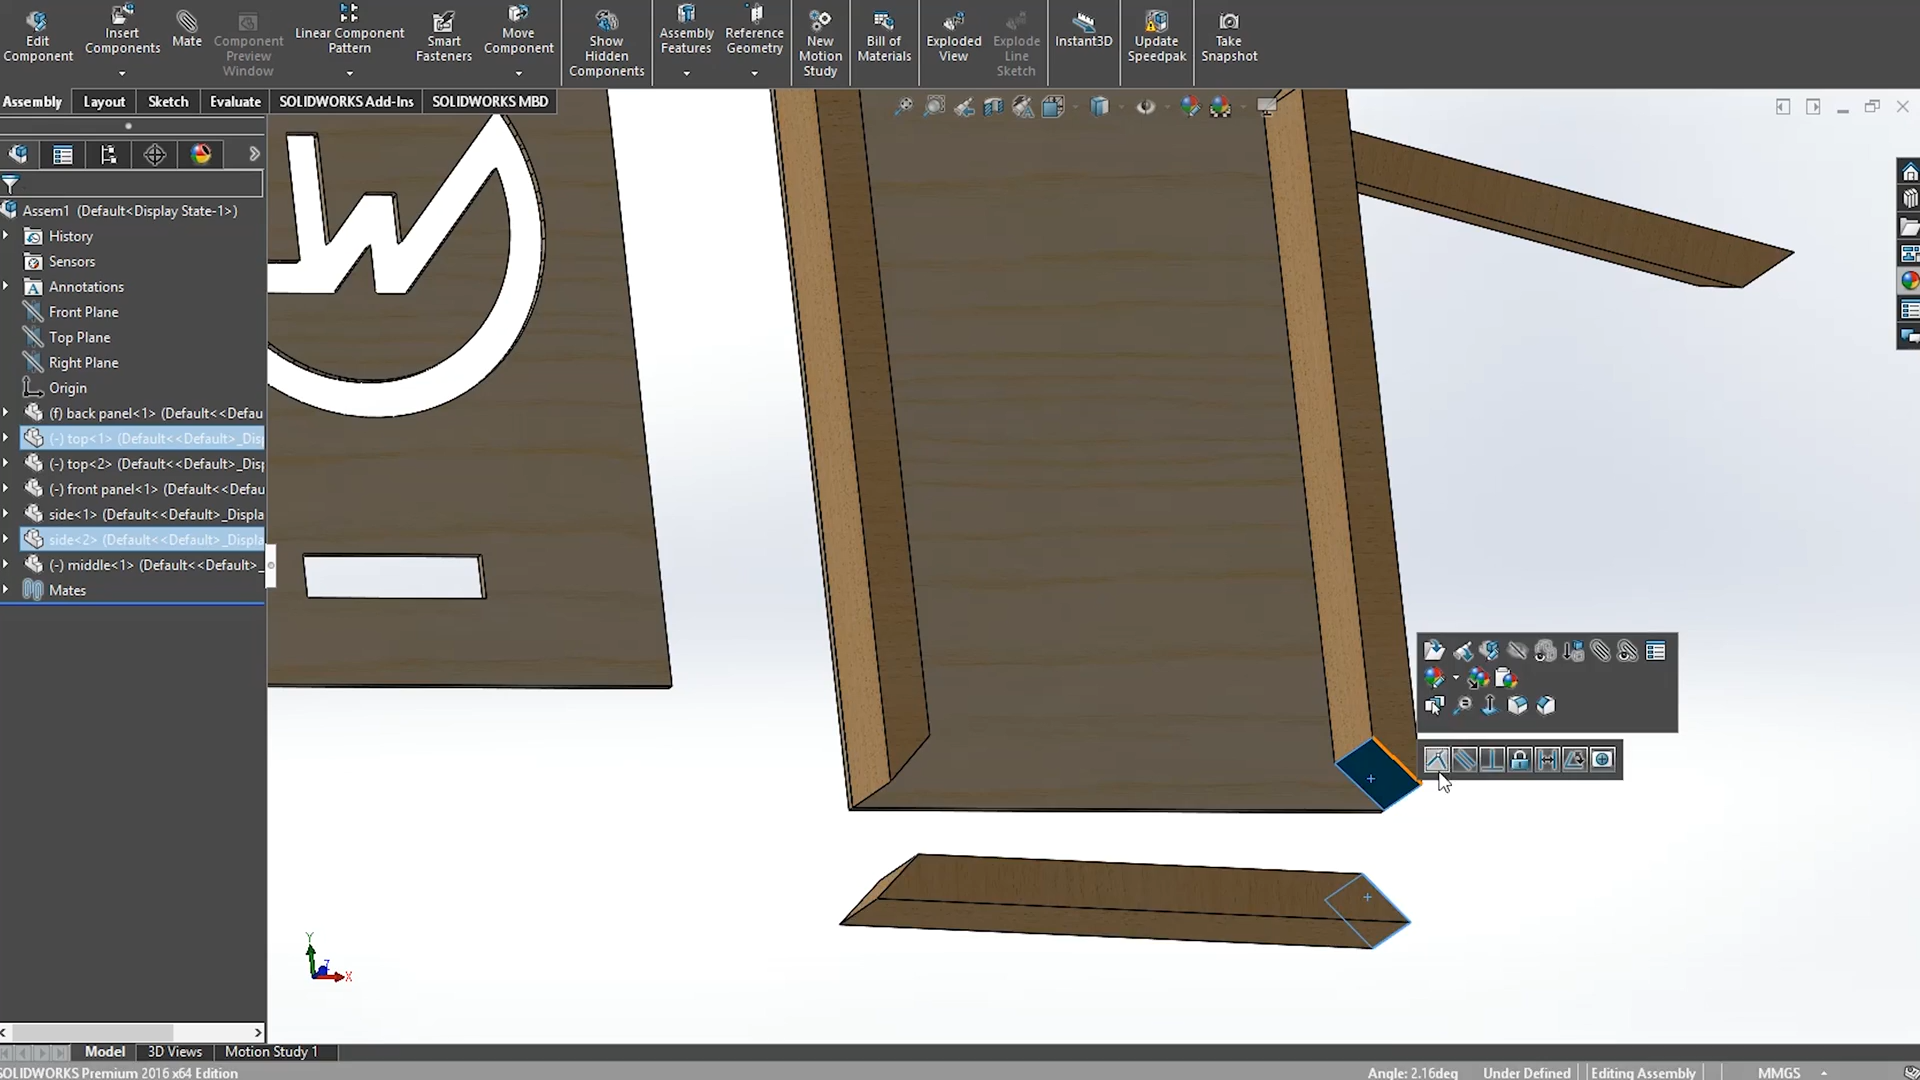 Edit Component
Insert Components
Mate
Component Preview Window
Linear Component Pattern
Smart Fasteners
Move Component
Show Hidden Components
Assembly Features
Reference Geometry
New Motion Study
Bill of Materials
Exploded View
Explode Line Sketch
Instant3D
Update Speedpak
Take Snapshot
Assembly
Layout
Sketch
Evaluate
SOLIDWORKS Add-Ins
SOLIDWORKS MBD
Assem1 (Default<Display State-1>)
History
Sensors
A Annotations
Front Plane
Top Plane
Right Plane
Origin
(f) back panel<1> (Default<<Defau
(-) top<1> (Default<<Default>_Disp
(-) top<2> (Default<<Default>_Disp
(-) front panel<1> (Default<<Defau
side<1> (Default<<Default>_Displa
side<2> (Default<<Default>_Displa
(-) middle<1> (Default<<Default>_
Mates
W
Y
Z
X
Model
3D Views
Motion Study 1
SOLIDWORKS Premium 2016 x64 Edition
Angle: 2.16deg
Under Defined
Editing Assembly
MMGS